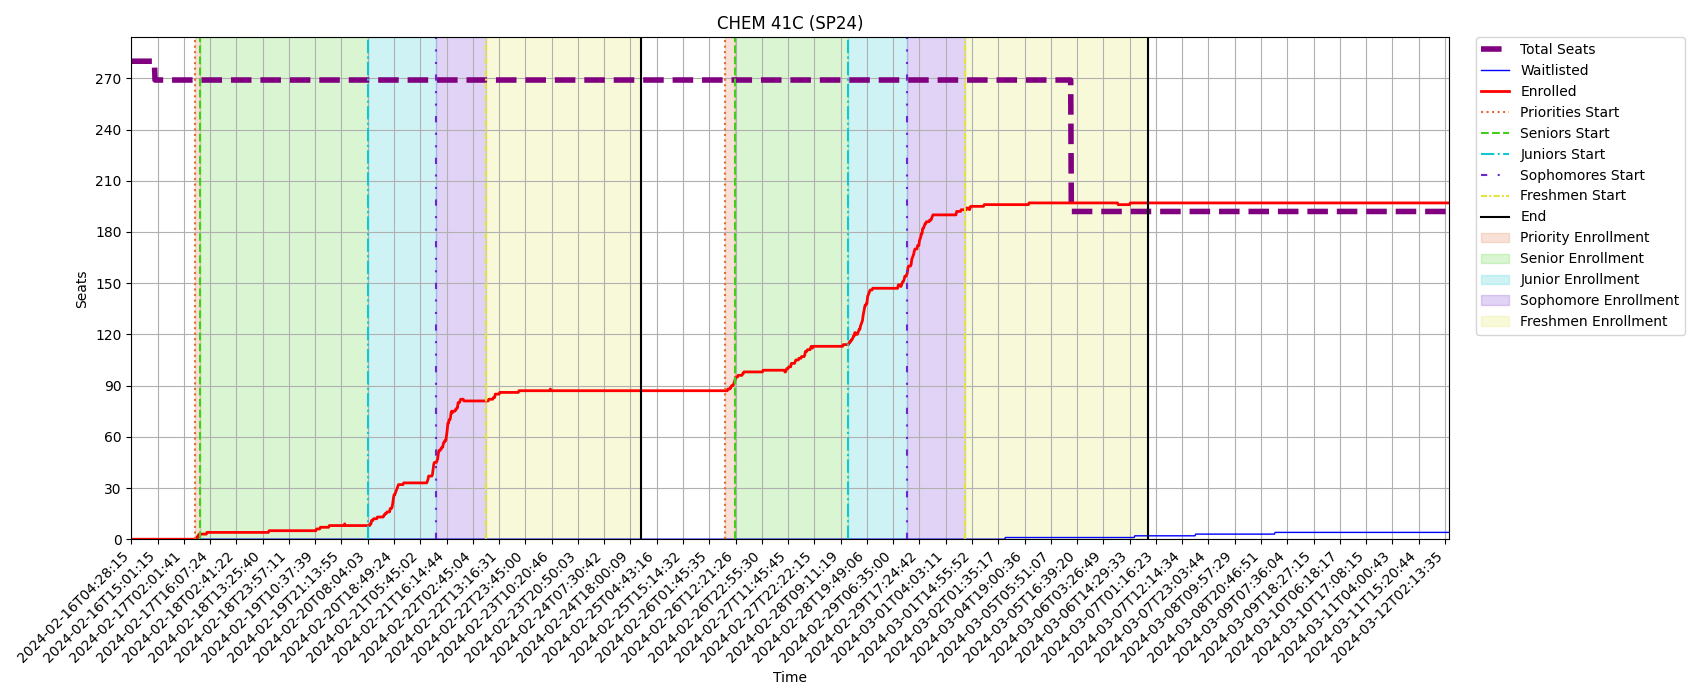 CHEM 41C (SP24)
Seats
270
240
210
180
150
120
90
60
30
0
2024-02-16T04:28:15
2024-02-16T15:01:15
2024-02-17T02:01:41
2024-02-17T16:07:24
2024-02-18T02:41:22
2024-02-18T13:25:40
2024-02-18T23:57:11
2024-02-19T10:37:39
2024-02-19T21:13:55
2024-02-20T08:04:03
2024-02-20T18:49:24
2024-02-21T05:45:02
2024-02-21T16:14:44
2024-02-22T02:45:04
2024-02-22T13:16:31
2024-02-22T23:45:00
2024-02-23T10:20:46
2024-02-23T20:50:03
2024-02-24T07:30:42
2024-02-24T18:00:09
2024-02-25T04:43:16
2024-02-25T15:14:32
2024-02-26T01:45:35
2024-02-26T12:21:26
2024-02-26T22:55:30
2024-02-27T11:45:45
2024-02-27T22:22:15
2024-02-28T09:11:19
2024-02-28T19:49:06
2024-02-29T06:35:00
2024-02-29T17:24:42
2024-03-01T04:03:11
2024-03-01T14:55:52
2024-03-02T01:35:17
2024-03-04T19:00:36
2024-03-05T05:51:07
2024-03-05T16:39:20
2024-03-06T03:26:49
2024-03-06T14:29:33
2024-03-07T01:16:23
2024-03-07T12:14:34
2024-03-07T23:03:44
2024-03-08T09:57:29
2024-03-08T20:46:51
2024-03-09T07:36:04
2024-03-09T18:27:15
2024-03-10T06:18:17
2024-03-10T17:08:15
2024-03-11T04:00:43
2024-03-11T15:20:44
2024-03-12T02:13:35
Time
Total Seats
Waitlisted
Enrolled
Priorities Start
Seniors Start
Juniors Start
Sophomores Start
Freshmen Start
End
Priority Enrollment
Senior Enrollment
Junior Enrollment
Sophomore Enrollment
Freshmen Enrollment